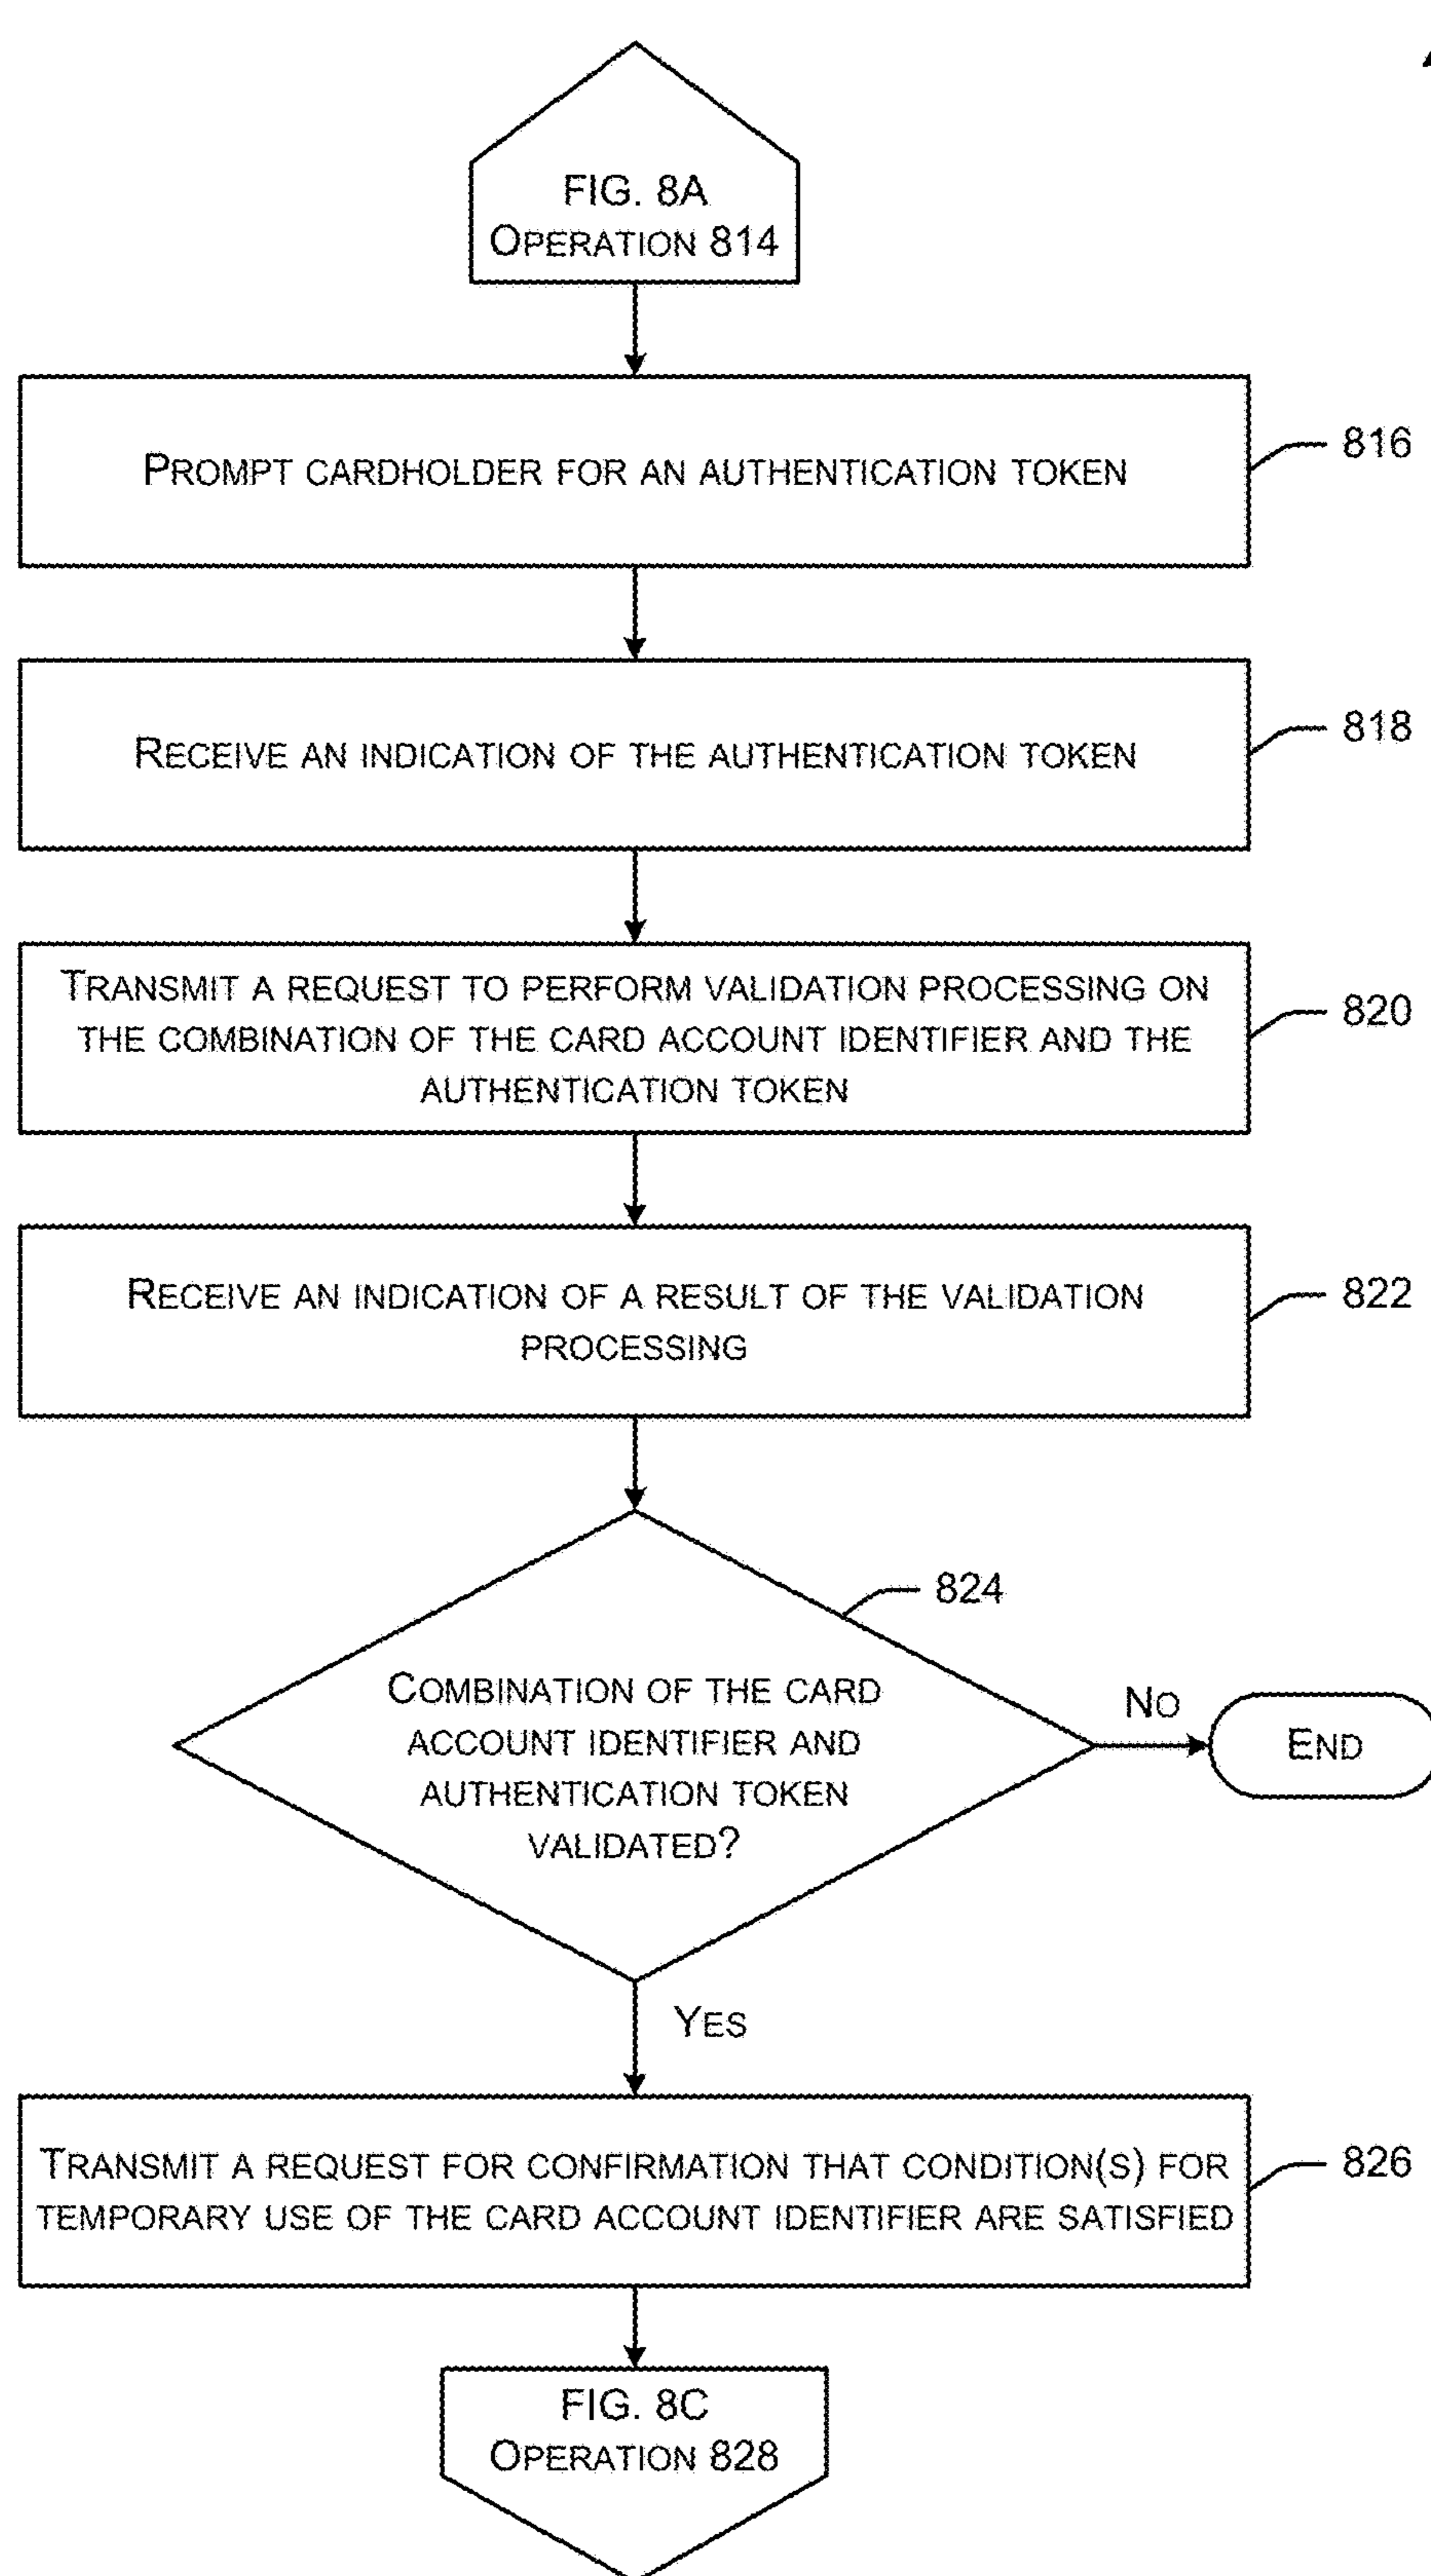 FIG. 8A
OPERATION 814
PROMPT CARDHOLDER FOR AN AUTHENTICATION TOKEN
816
RECEIVE AN INDICATION OF THE AUTHENTICATION TOKEN
818
TRANSMIT A REQUEST TO PERFORM VALIDATION PROCESSING ON
THE COMBINATION OF THE CARD ACCOUNT IDENTIFIER AND THE
AUTHENTICATION TOKEN
820
RECEIVE AN INDICATION OF A RESULT OF THE VALIDATION
PROCESSING
822
824
COMBINATION OF THE CARD
ACCOUNT IDENTIFIER AND
AUTHENTICATION TOKEN
VALIDATED?
NO
END
YES
TRANSMIT A REQUEST FOR CONFIRMATION THAT CONDITION(S) FOR
TEMPORARY USE OF THE CARD ACCOUNT IDENTIFIER ARE SATISFIED
826
FIG. 8C
OPERATION 828